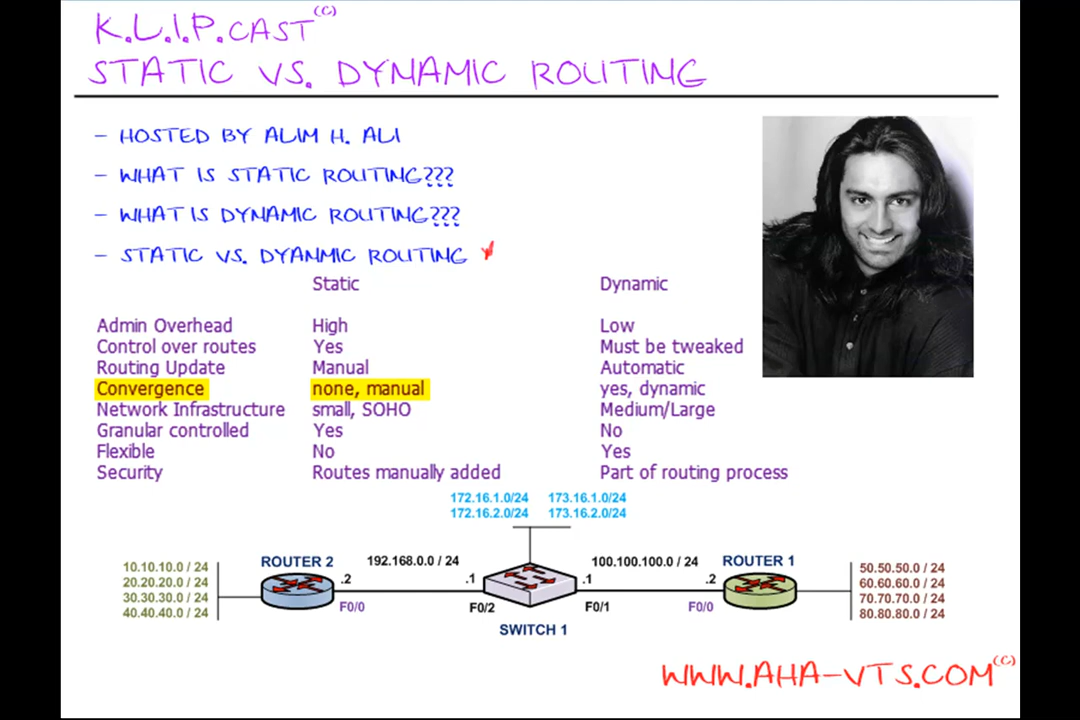 K.L.I.P.CAST (C)
STATIC VS. DYNAMIC ROUTING
- HOSTED BY ALIM H. ALI
- WHAT IS STATIC ROUTING???
- WHAT IS DYNAMIC ROUTING???
- STATIC VS. DYANMIC ROUTING *
Static Dynamic
Admin Overhead High Low
Control over routes Yes Must be tweaked
Routing Update Manual Automatic
Convergence none, manual yes, dynamic
Network Infrastructure small, SOHO Medium/Large
Granular controlled Yes No
Flexible No Yes
Security Routes manually added Part of routing process
172.16.1.0/24 173.16.1.0/24
172.16.2.0/24 173.16.2.0/24
ROUTER 2 192.168.0.0 / 24 100.100.100.0 / 24 ROUTER 1
10.10.10.0 / 24 50.50.50.0 / 24
20.20.20.0 / 24 .2 .1 .1 .2 60.60.60.0 / 24
30.30.30.0 / 24 70.70.70.0 / 24
40.40.40.0 / 24 F0/0 F0/2 F0/1 F0/0 80.80.80.0 / 24
SWITCH 1
WWW.AHA-VTS.COM (C)